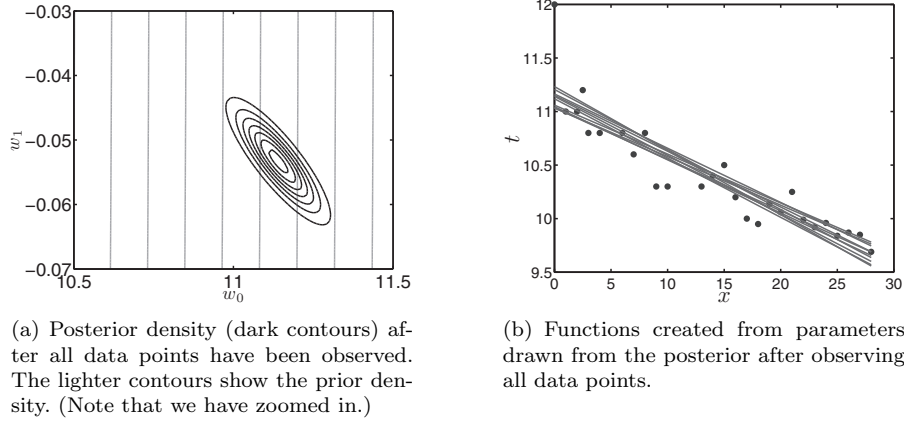 −0.03
−0.04
−0.05
−0.06
−0.07
w1
10.5
11
11.5
w0
12
11.5
11
10.5
10
9.5
t
0
5
10
15
20
25
30
x
(a) Posterior density (dark contours) af-
ter all data points have been observed.
The lighter contours show the prior den-
sity. (Note that we have zoomed in.)
(b) Functions created from parameters
drawn from the posterior after observing
all data points.